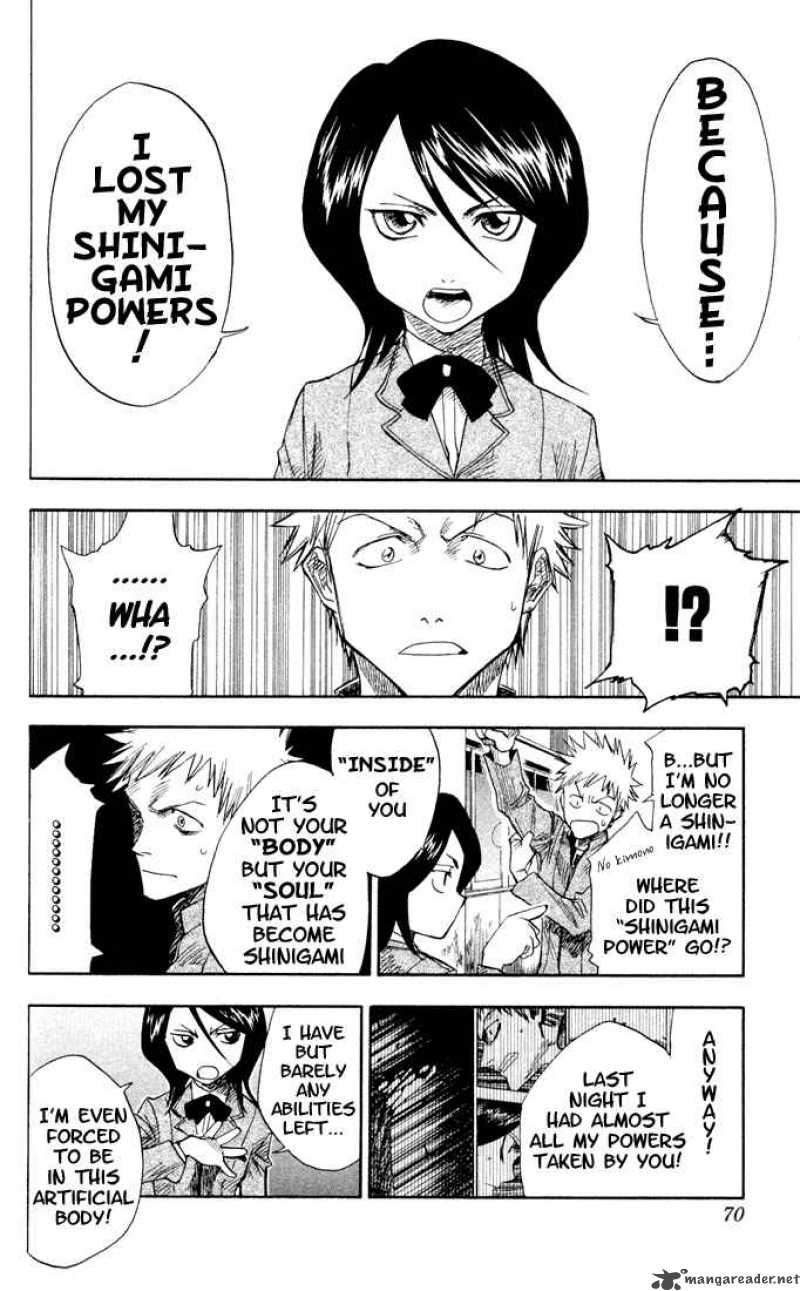 BECAUSE...
I
LOST
MY
SHINI-
GAMI
POWERS
!
!?
......
WHA
...!?
B...BUT
I'M NO
LONGER
A SHIN-
IGAMI!!
No kimono
WHERE
DID THIS
"SHINIGAMI
POWER" GO!?
"INSIDE"
OF
YOU
IT'S
NOT YOUR
"BODY"
BUT YOUR
"SOUL"
THAT HAS
BECOME
SHINIGAMI
..........
ANYWAY!
LAST
NIGHT I
HAD ALMOST
ALL MY POWERS
TAKEN BY YOU!
I HAVE
BUT
BARELY
ANY
ABILITIES
LEFT...
I'M EVEN
FORCED
TO BE
IN THIS
ARTIFICIAL
BODY!
70
mangareader.net